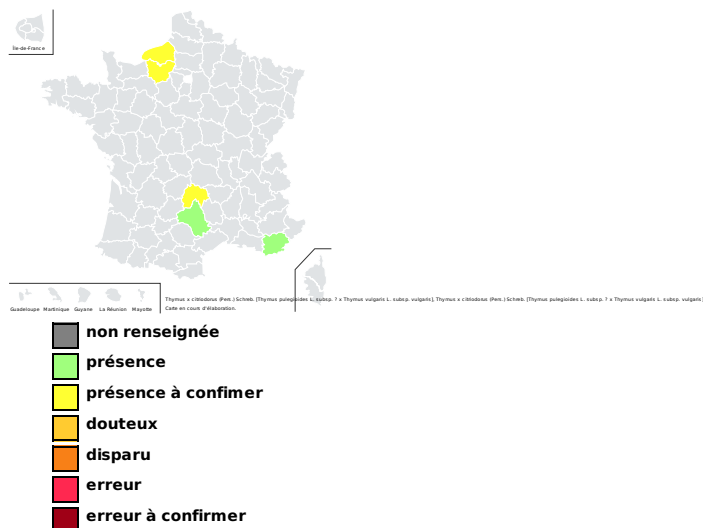 Île-de-France
Guadeloupe Martinique Guyane La Réunion Mayotte
Thymus x citriodorus (Pers.) Schreb. [Thymus pulegioides L. subsp. ? x Thymus vulgaris L. subsp. vulgaris], Thymus x citriodorus (Pers.) Schreb. [Thymus pulegioides L. subsp. ? x Thymus vulgaris L. subsp. vulgaris]
Carte en cours d'élaboration.
non renseignée
présence
présence à confimer
douteux
disparu
erreur
erreur à confirmer